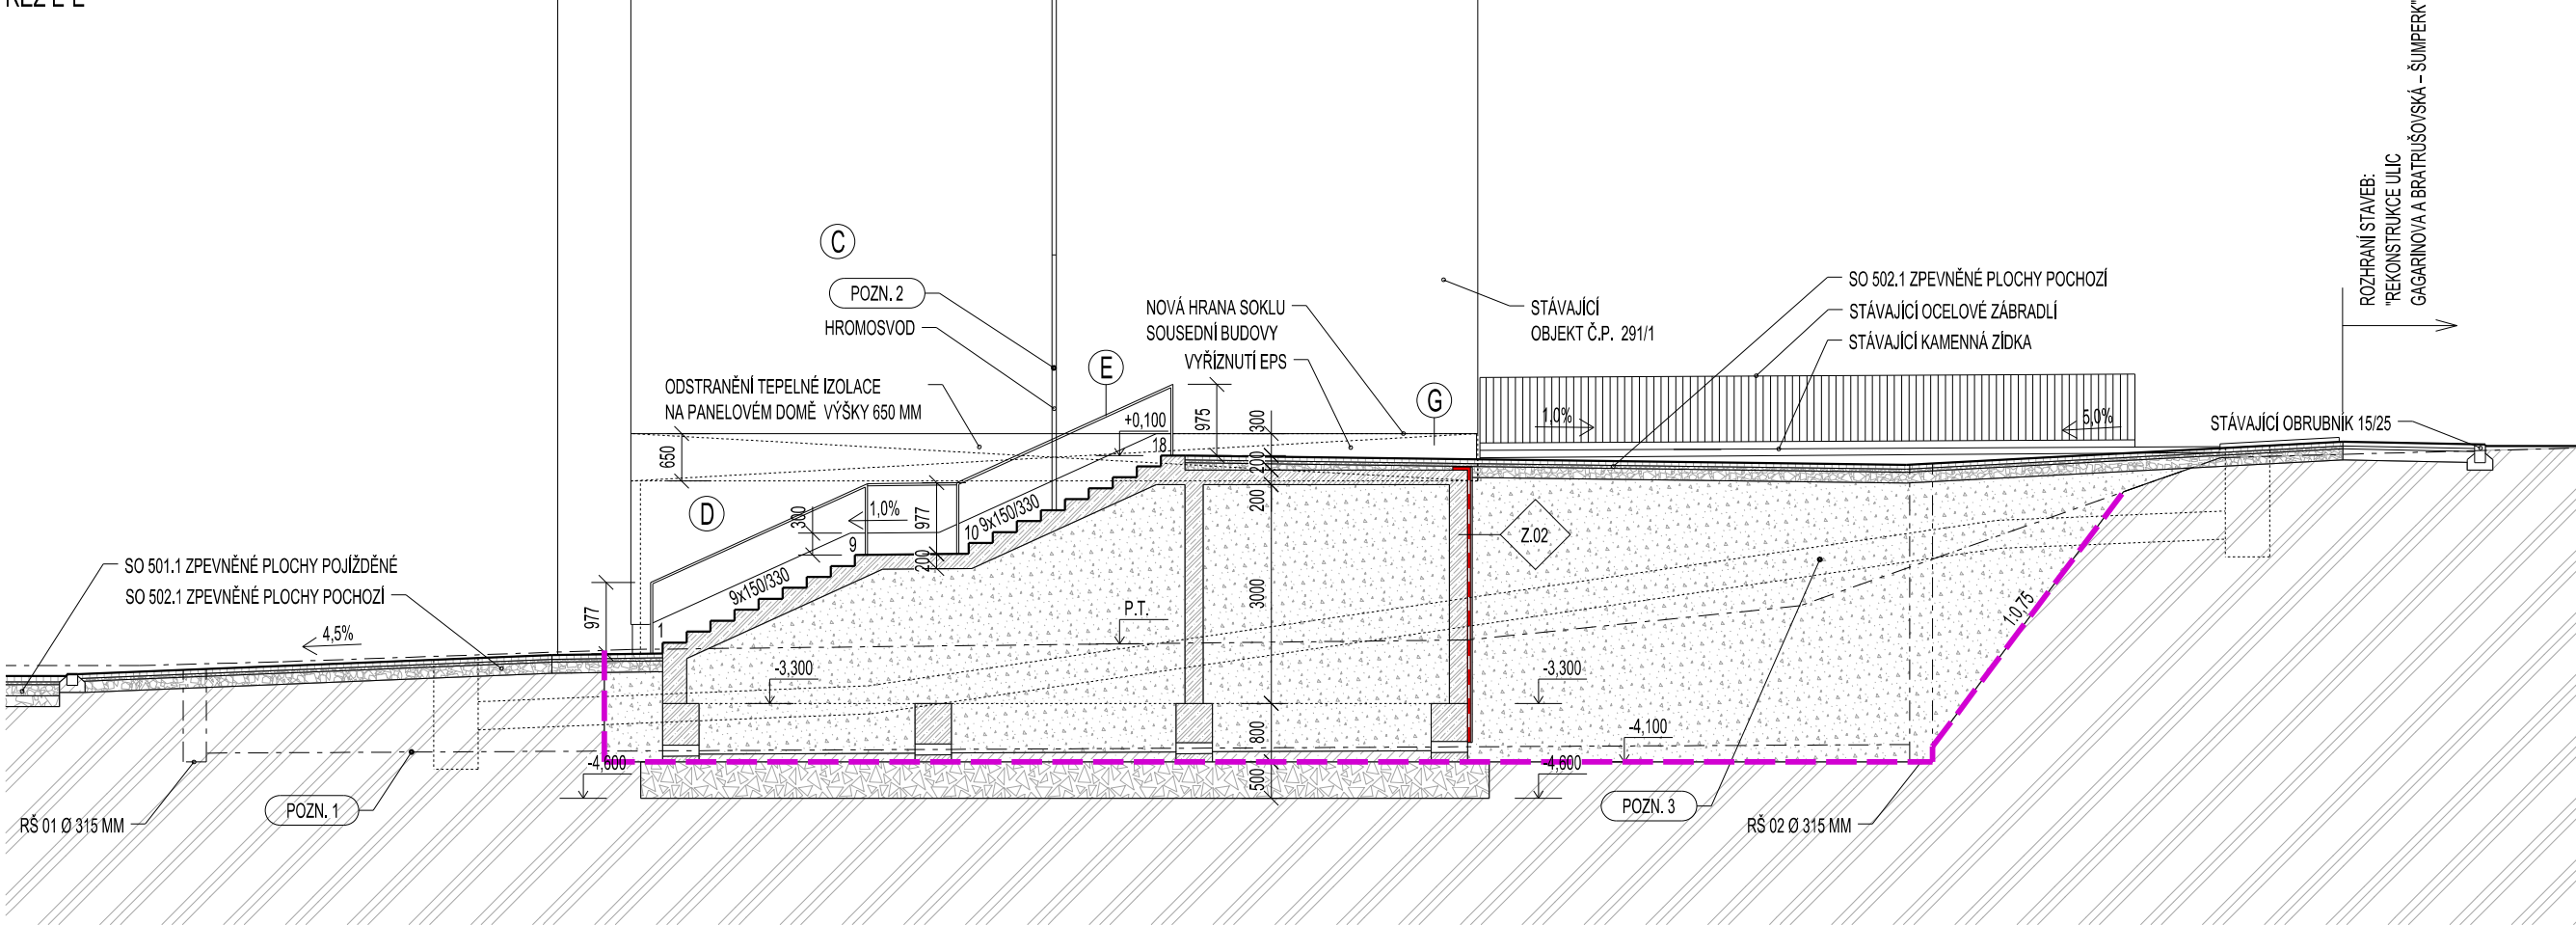 C
POZN. 2
HROMOSVOD
ODSTRANĚNÍ TEPELNÉ IZOLACE
NA PANELOVÉM DOMĚ VÝŠKY 650 MM
E
NOVÁ HRANA SOKLU
SOUSEDNÍ BUDOVY
VYŘÍZNUTÍ EPS
STÁVAJÍCÍ
OBJEKT Č.P. 291/1
G
SO 502.1 ZPEVNĚNÉ PLOCHY POCHOZÍ
STÁVAJÍCÍ OCELOVÉ ZÁBRADLÍ
STÁVAJÍCÍ KAMENNÁ ZÍDKA
ROZHRANÍ STAVEB:
"REKONSTRUKCE ULIC
GAGARINOVA A BRATRUŠOVSKÁ – ŠUMPERK"
STÁVAJÍCÍ OBRUBNÍK 15/25
1,0%
5,0%
650
+0,100
18
975
300
200
200
3000
800
500
D
300
1,0%
977
200
9
10
9x150/330
9x150/330
977
1
P.T.
Z.02
SO 501.1 ZPEVNĚNÉ PLOCHY POJÍŽDĚNÉ
SO 502.1 ZPEVNĚNÉ PLOCHY POCHOZÍ
4,5%
-3,300
-3,300
-4,100
-4,600
-4,600
1:0,75
POZN. 1
POZN. 3
RŠ 01 Ø 315 MM
RŠ 02 Ø 315 MM